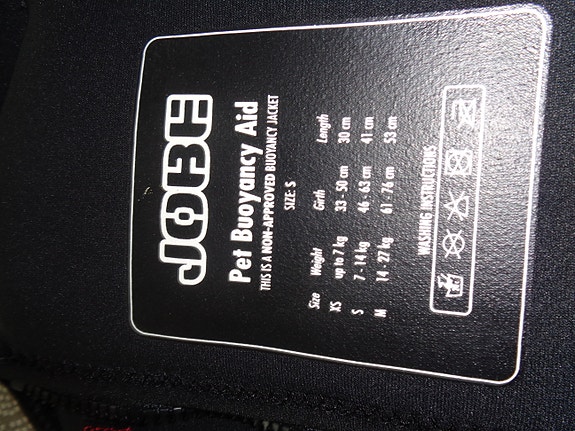 JOBE
Pet Buoyancy Aid
THIS IS A NON-APPROVED BUOYANCY JACKET
SIZE: S
Size Weight Girth Length
XS up to 7 kg 33 - 50 cm 30 cm
S 7 - 14 kg 46 - 63 cm 41 cm
M 14 - 27 kg 61 - 76 cm 53 cm
WASHING INSTRUCTIONS